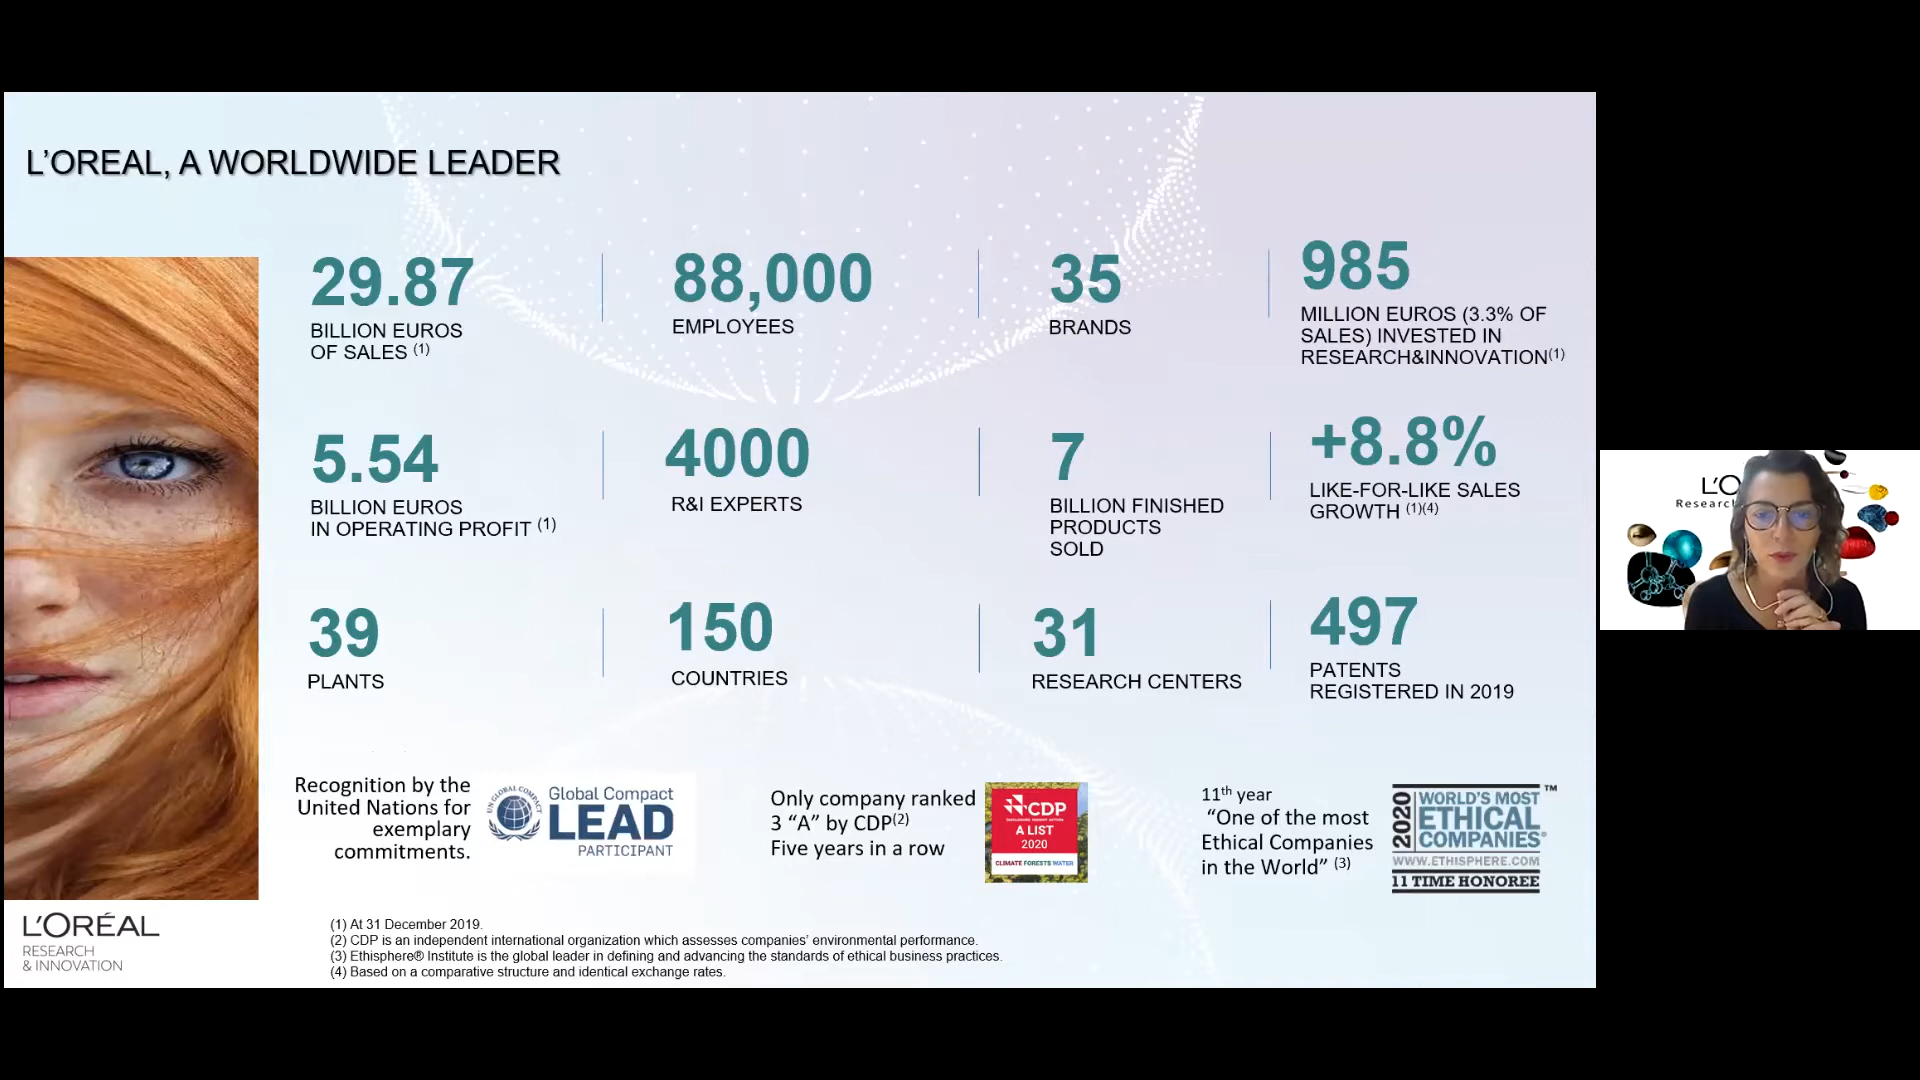 L'OREAL, A WORLDWIDE LEADER
29.87
BILLION EUROS
OF SALES (1)
88,000
EMPLOYEES
35
BRANDS
985
MILLION EUROS (3.3% OF
SALES) INVESTED IN
RESEARCH&INNOVATION(1)
5.54
BILLION EUROS
IN OPERATING PROFIT (1)
4000
R&I EXPERTS
7
BILLION FINISHED
PRODUCTS
SOLD
+8.8%
LIKE-FOR-LIKE SALES
GROWTH (1)(4)
39
PLANTS
150
COUNTRIES
31
RESEARCH CENTERS
497
PATENTS
REGISTERED IN 2019
Recognition by the
United Nations for
exemplary
commitments.
UN GLOBAL COMPACT
Global Compact
LEAD
PARTICIPANT
Only company ranked
3 “A” by CDP(2)
Five years in a row
CDP
DISCLOSURE INSIGHT ACTION
A LIST
2020
CLIMATE FORESTS WATER
11th year
“One of the most
Ethical Companies
in the World” (3)
2020
WORLD'S MOST
ETHICAL
COMPANIES®
™
WWW.ETHISPHERE.COM
11 TIME HONOREE
L'ORÉAL
RESEARCH
& INNOVATION
(1) At 31 December 2019.
(2) CDP is an independent international organization which assesses companies' environmental performance.
(3) Ethisphere® Institute is the global leader in defining and advancing the standards of ethical business practices.
(4) Based on a comparative structure and identical exchange rates.
L'O
Researc